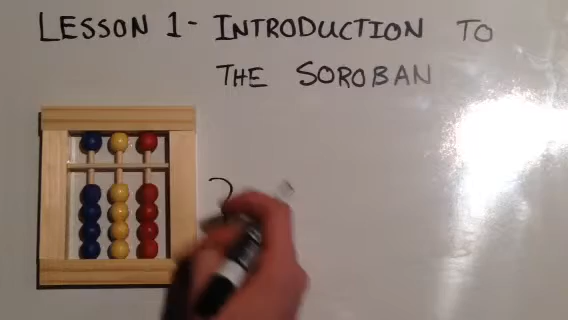 LESSON 1- INTRODUCTION TO
THE SOROBAN